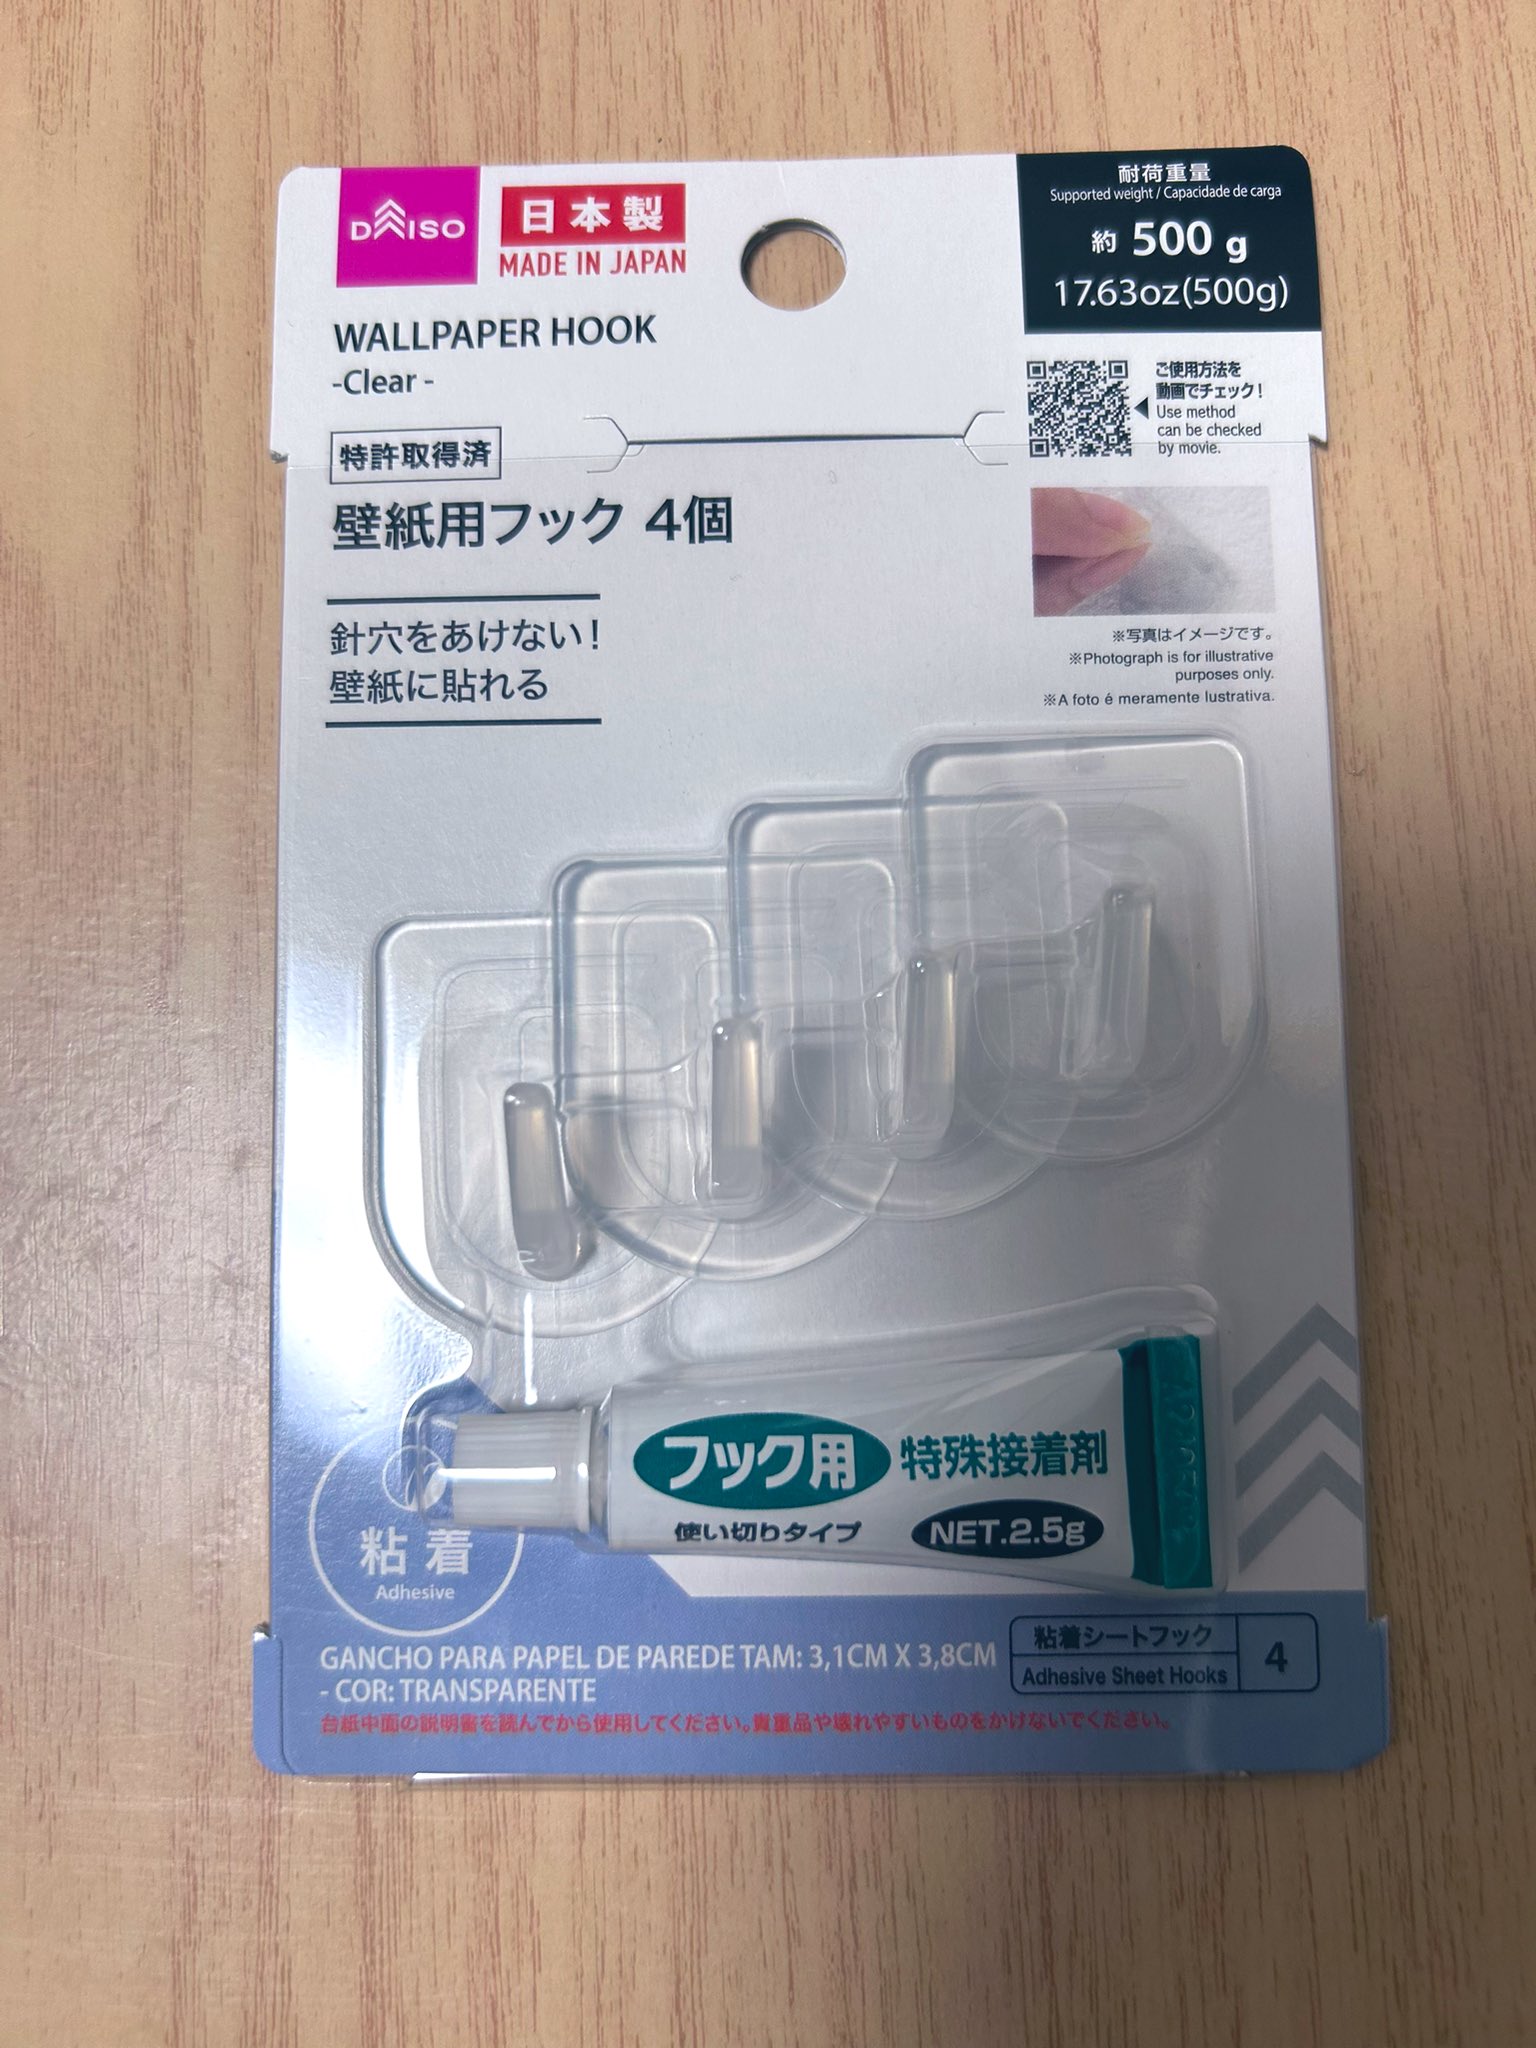 DAISO
日本製
MADE IN JAPAN
耐荷重量
Supported weight / Capacidade de carga
約 500 g
17.63oz(500g)
WALLPAPER HOOK
-Clear-
ご使用方法を
動画でチェック!
Use method
can be checked
by movie.
特許取得済
壁紙用フック 4個
針穴をあけない!
壁紙に貼れる
※写真はイメージです。
※Photograph is for illustrative
purposes only.
※A foto é meramente lustrativa.
フック用 特殊接着剤
使い切りタイプ NET.2.5g
粘着
Adhesive
GANCHO PARA PAPEL DE PAREDE TAM: 3,1CM X 3,8CM
- COR: TRANSPARENTE
粘着シートフック
Adhesive Sheet Hooks
4
台紙中面の説明書を読んでから使用してください。貴重品や壊れやすいものをかけないでください。